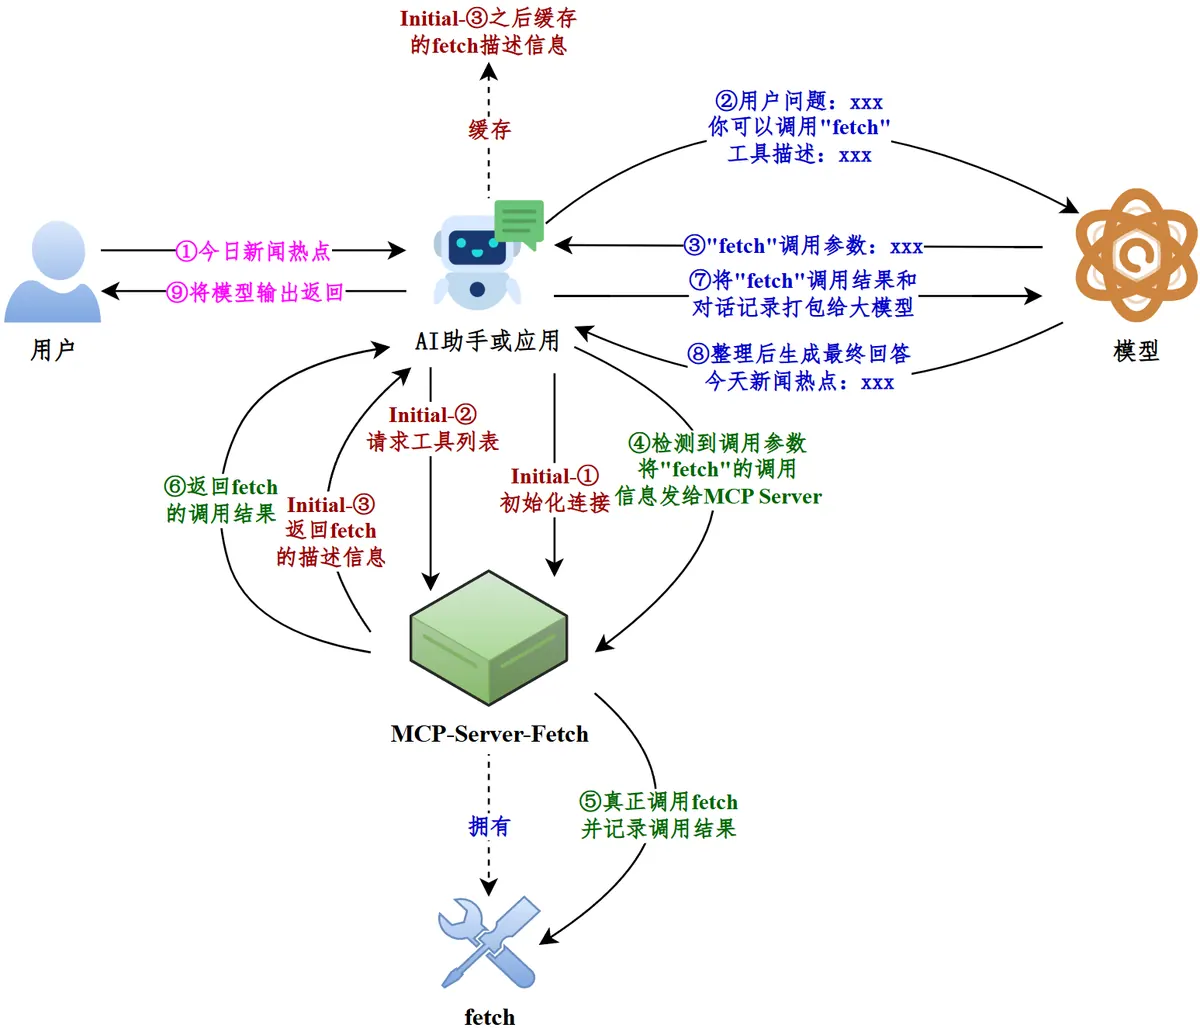 Initial-③之后缓存
的fetch描述信息
缓存
②用户问题：xxx
你可以调用"fetch"
工具描述：xxx
①今日新闻热点
③"fetch"调用参数：xxx
⑨将模型输出返回
⑦将"fetch"调用结果和
对话记录打包给大模型
用户
AI助手或应用
⑧整理后生成最终回答
今天新闻热点：xxx
模型
Initial-②
请求工具列表
④检测到调用参数
将"fetch"的调用
信息发给MCP Server
Initial-①
初始化连接
⑥返回fetch
的调用结果
Initial-③
返回fetch
的描述信息
MCP-Server-Fetch
拥有
⑤真正调用fetch
并记录调用结果
fetch